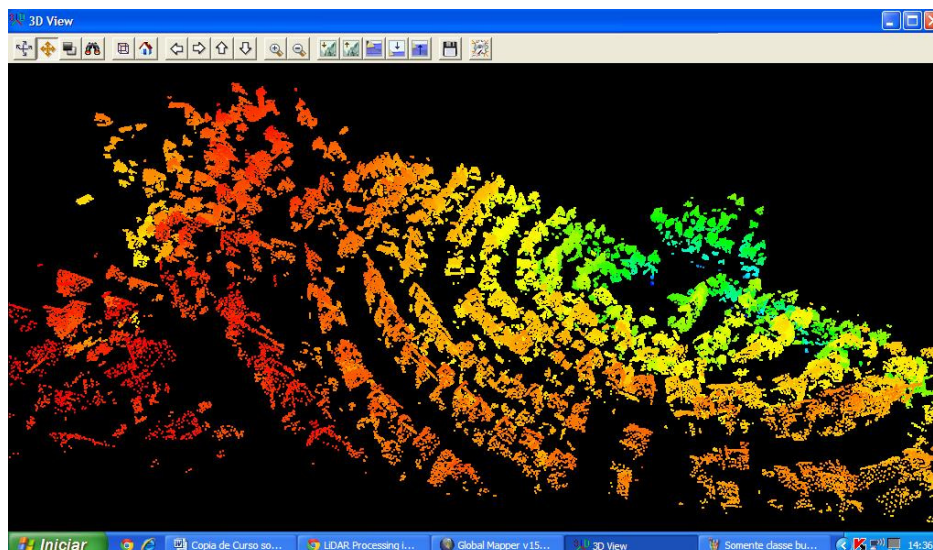 3D View
Iniciar
Copia de Curso so...
LiDAR Processing i...
Global Mapper v15...
3D View
Somente classe bu...
14:36